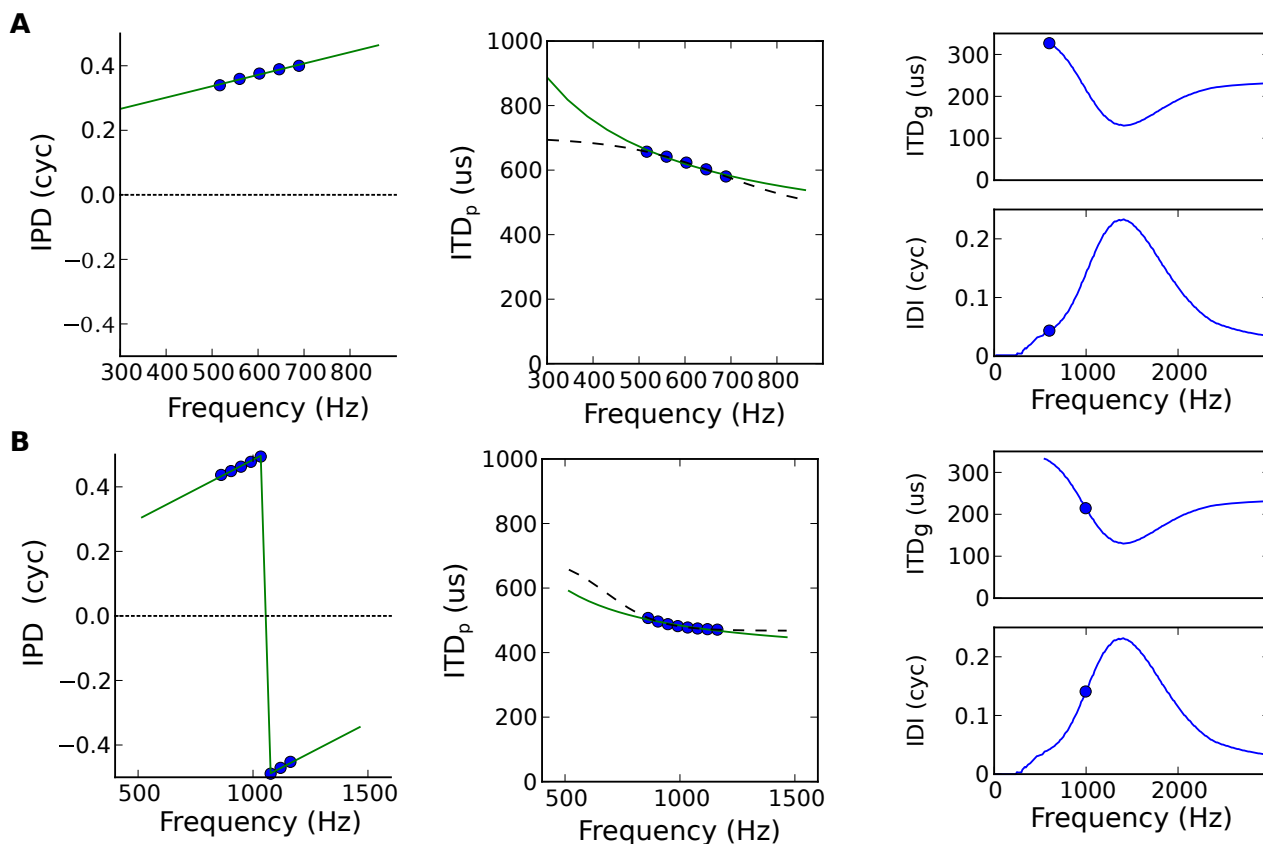 A
IPD (cyc)
0.4
0.2
0.0
−0.2
−0.4
300 400 500 600 700 800
Frequency (Hz)
ITDp (us)
1000
800
600
400
200
0
300 400 500 600 700 800
Frequency (Hz)
ITDg (us)
300
200
100
0
IDI (cyc)
0.2
0.1
0
0 1000 2000
Frequency (Hz)
B
IPD (cyc)
0.4
0.2
0.0
−0.2
−0.4
500 1000 1500
Frequency (Hz)
ITDp (us)
1000
800
600
400
200
0
500 1000 1500
Frequency (Hz)
ITDg (us)
300
200
100
0
IDI (cyc)
0.2
0.1
0
0 1000 2000
Frequency (Hz)